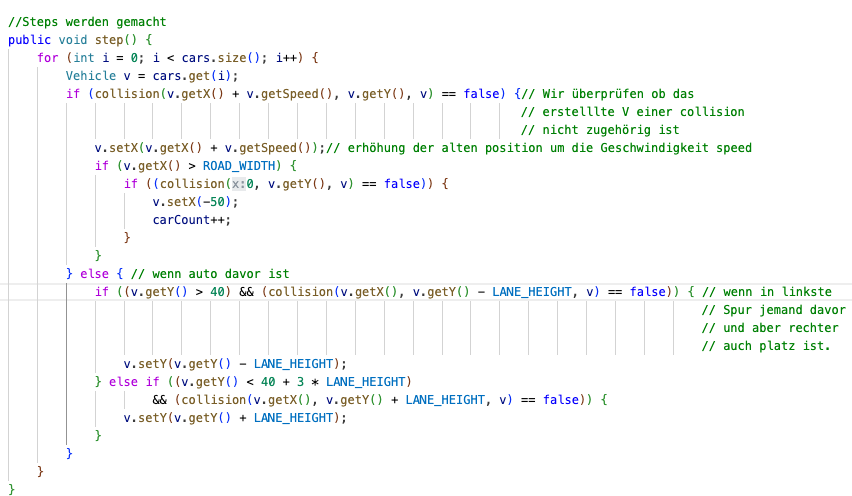 //Steps werden gemacht
public void step() {
for (int i = 0; i < cars.size(); i++) {
Vehicle v = cars.get(i);
if (collision(v.getX() + v.getSpeed(), v.getY(), v) == false) {// Wir überprüfen ob das
// erstelllte V einer collision
// nicht zugehörig ist
v.setX(v.getX() + v.getSpeed());// erhöhung der alten position um die Geschwindigkeit speed
if (v.getX() > ROAD_WIDTH) {
if ((collision(x:0, v.getY(), v) == false)) {
v.setX(-50);
carCount++;
}
}
} else { // wenn auto davor ist
if ((v.getY() > 40) && (collision(v.getX(), v.getY() - LANE_HEIGHT, v) == false)) { // wenn in linkste
// Spur jemand davor
// und aber rechter
// auch platz ist.
v.setY(v.getY() - LANE_HEIGHT);
} else if ((v.getY() < 40 + 3 * LANE_HEIGHT)
&& (collision(v.getX(), v.getY() + LANE_HEIGHT, v) == false)) {
v.setY(v.getY() + LANE_HEIGHT);
}
}
}
}